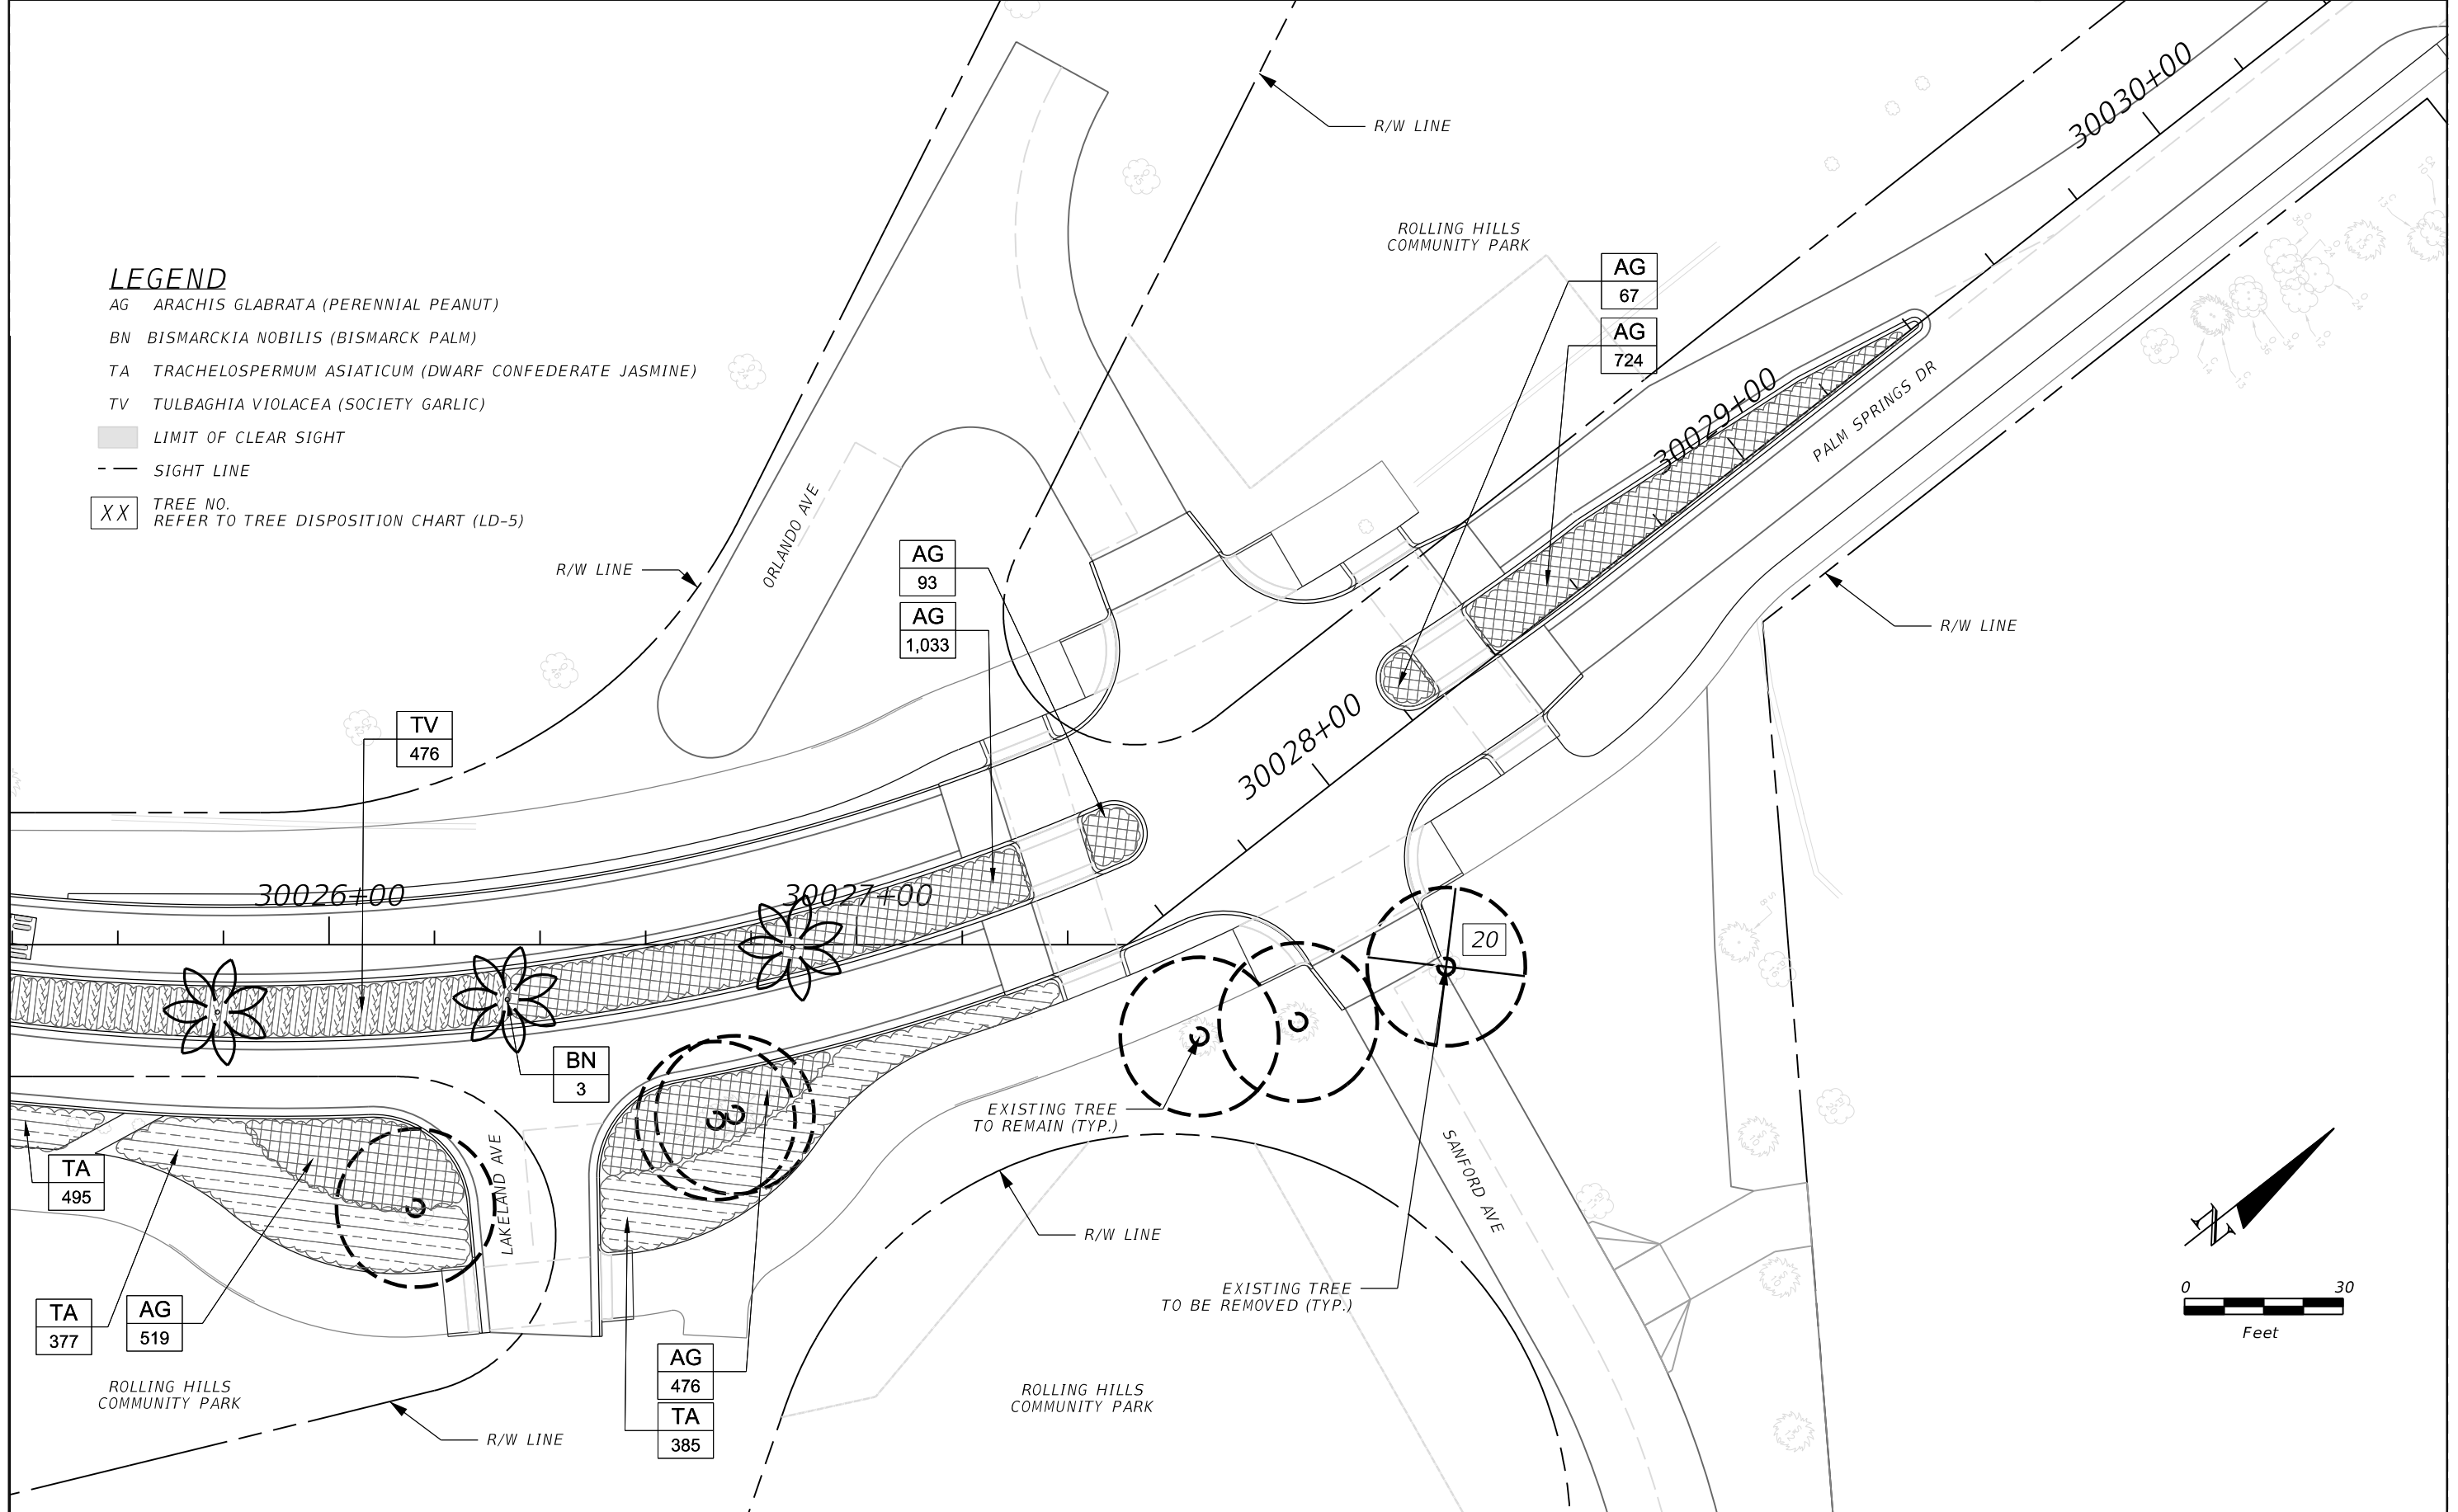 R/W LINE
30030+00
ROLLING HILLS
COMMUNITY PARK
AG
67
AG
724
LEGEND
AG ARACHIS GLABRATA (PERENNIAL PEANUT)
BN BISMARCKIA NOBILIS (BISMARCK PALM)
TA TRACHELOSPERMUM ASIATICUM (DWARF CONFEDERATE JASMINE)
TV TULBAGHIA VIOLACEA (SOCIETY GARLIC)
LIMIT OF CLEAR SIGHT
SIGHT LINE
XX TREE NO.
REFER TO TREE DISPOSITION CHART (LD-5)
30029+00
PALM SPRINGS DR
ORLANDO AVE
R/W LINE
AG
93
AG
1,033
R/W LINE
TV
476
30028+00
30026+00
30027+00
20
BN
3
EXISTING TREE
TO REMAIN (TYP.)
TA
495
LAKELAND AVE
SANFORD AVE
R/W LINE
N
EXISTING TREE
TO BE REMOVED (TYP.)
0 30
Feet
TA
377
AG
519
AG
476
TA
385
ROLLING HILLS
COMMUNITY PARK
ROLLING HILLS
COMMUNITY PARK
R/W LINE